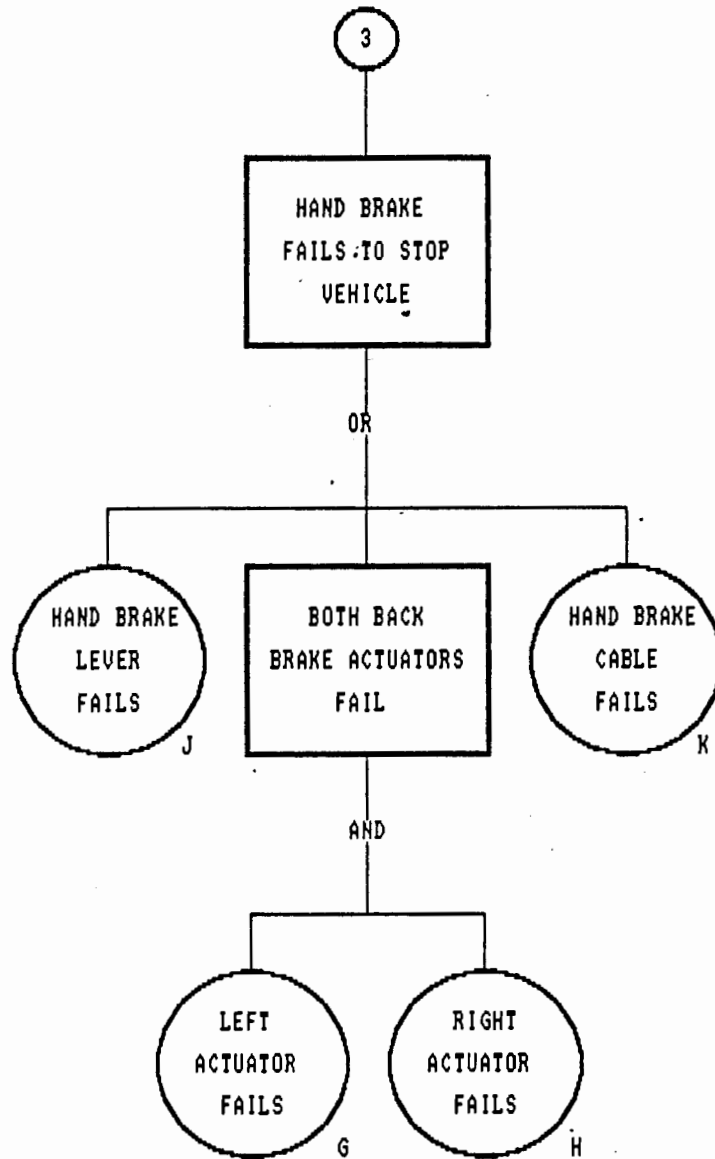 3
HAND BRAKE
FAILS TO STOP
VEHICLE
OR
HAND BRAKE
LEVER
FAILS
J
BOTH BACK
BRAKE ACTUATORS
FAIL
HAND BRAKE
CABLE
FAILS
K
AND
LEFT
ACTUATOR
FAILS
G
RIGHT
ACTUATOR
FAILS
H